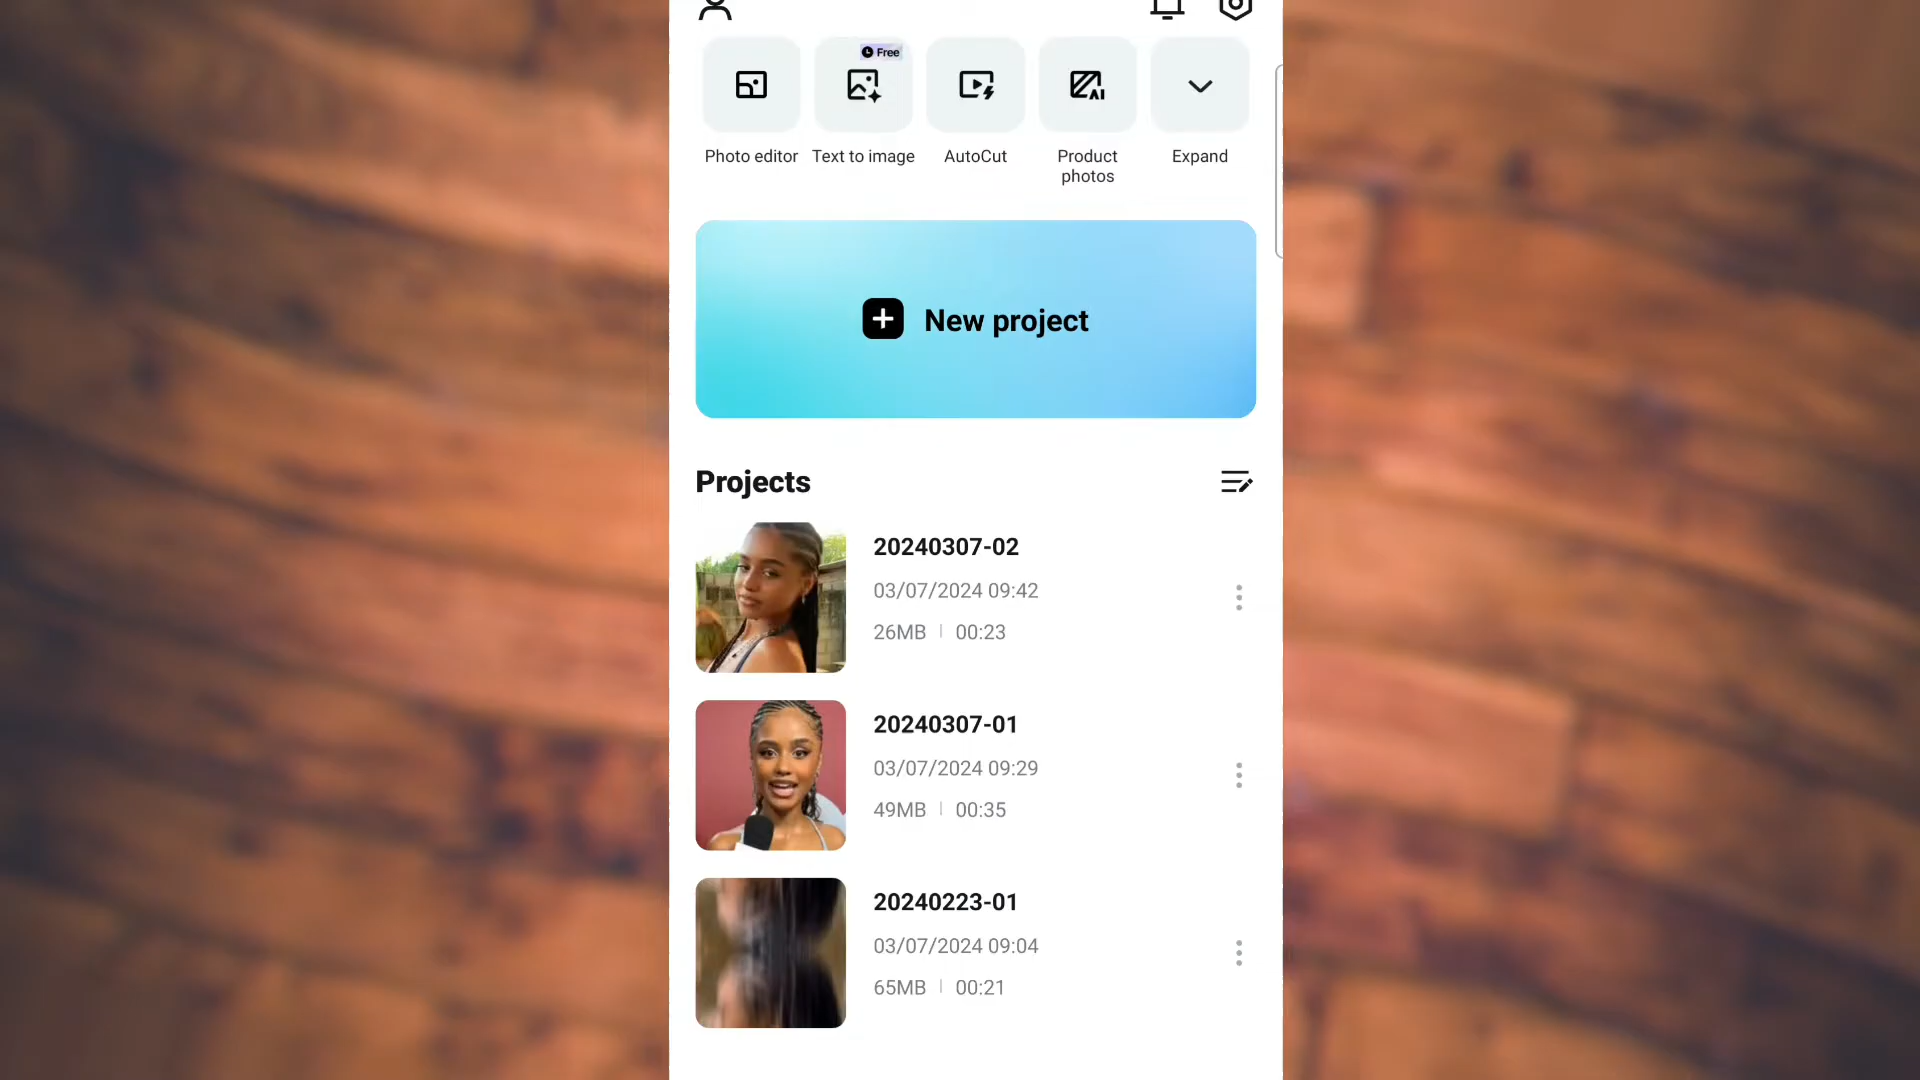 Free
Photo editor
Text to image
AutoCut
Product
photos
Expand
New project
Projects
20240307-02
03/07/2024 09:42
26MB | 00:23
20240307-01
03/07/2024 09:29
49MB | 00:35
20240223-01
03/07/2024 09:04
65MB | 00:21